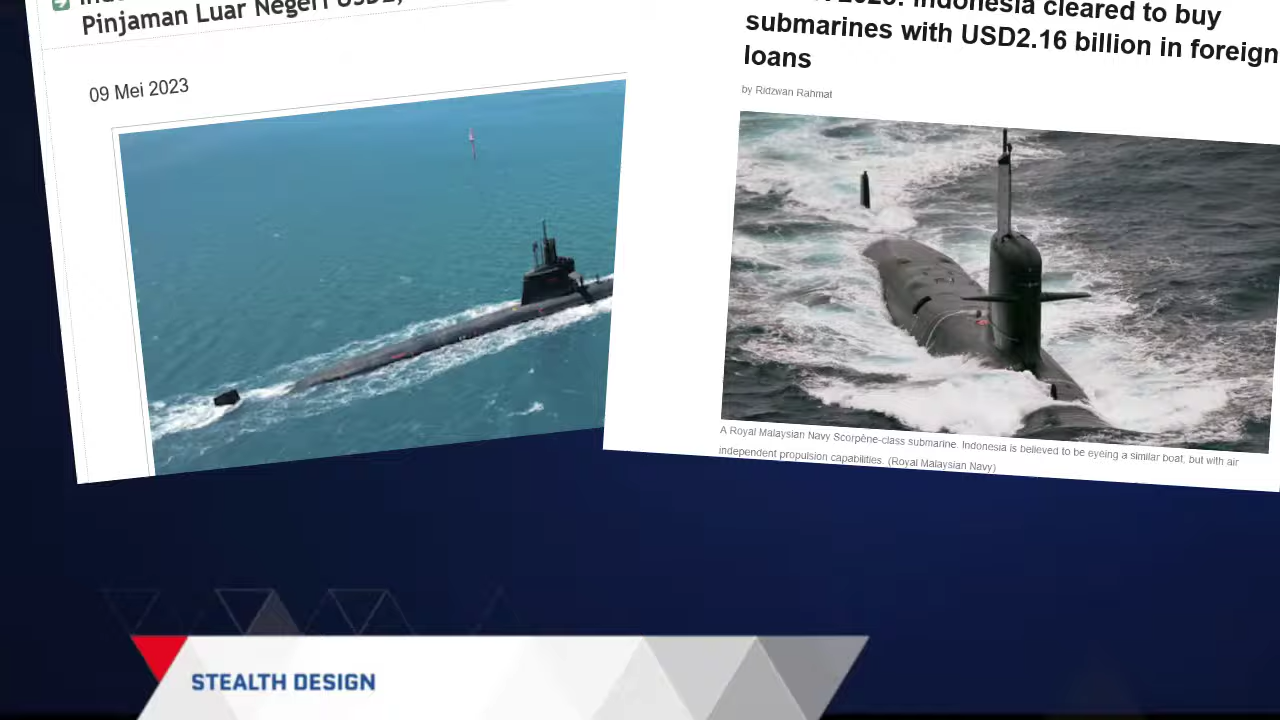 Pinjaman Luar Negeri
09 Mei 2023
Indonesia cleared to buy
submarines with USD2.16 billion in foreign
loans
by Ridzwan Rahmat
A Royal Malaysian Navy Scorpène-class submarine. Indonesia is believed to be eyeing a similar boat, but with air
independent propulsion capabilities. (Royal Malaysian Navy)
STEALTH DESIGN